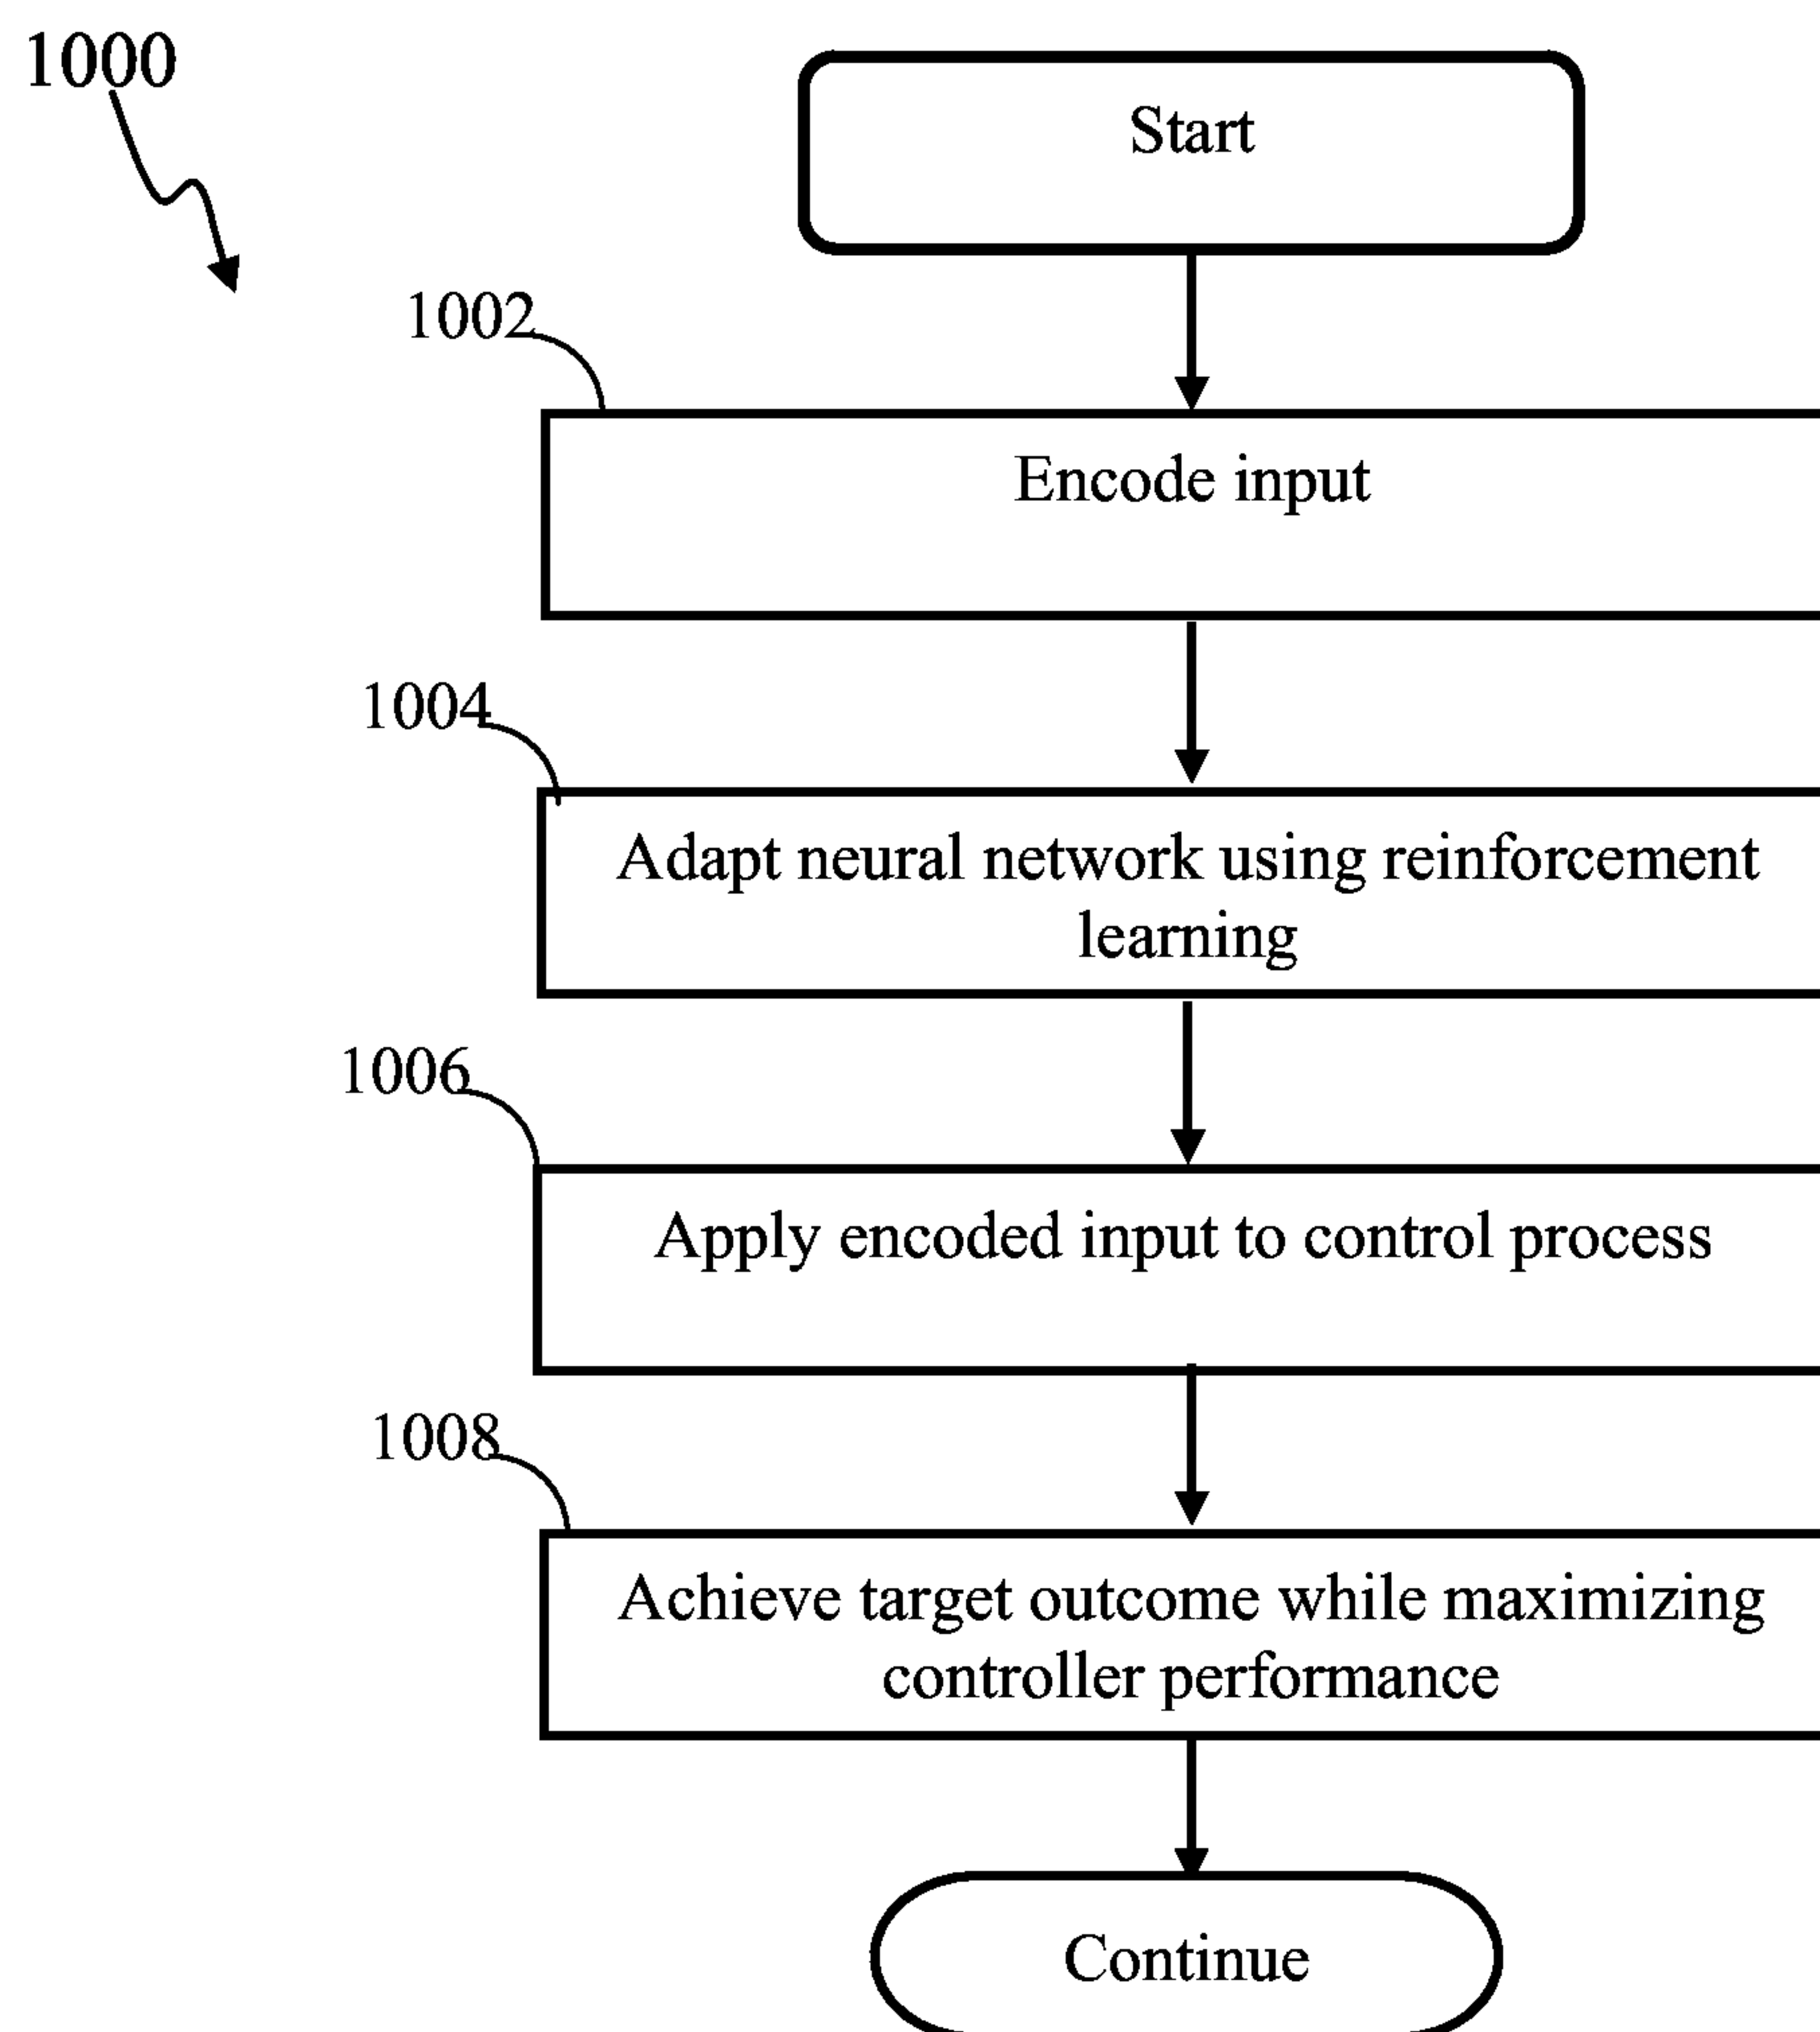 1000
Start
1002
Encode input
1004
Adapt neural network using reinforcement
learning
1006
Apply encoded input to control process
1008
Achieve target outcome while maximizing
controller performance
Continue